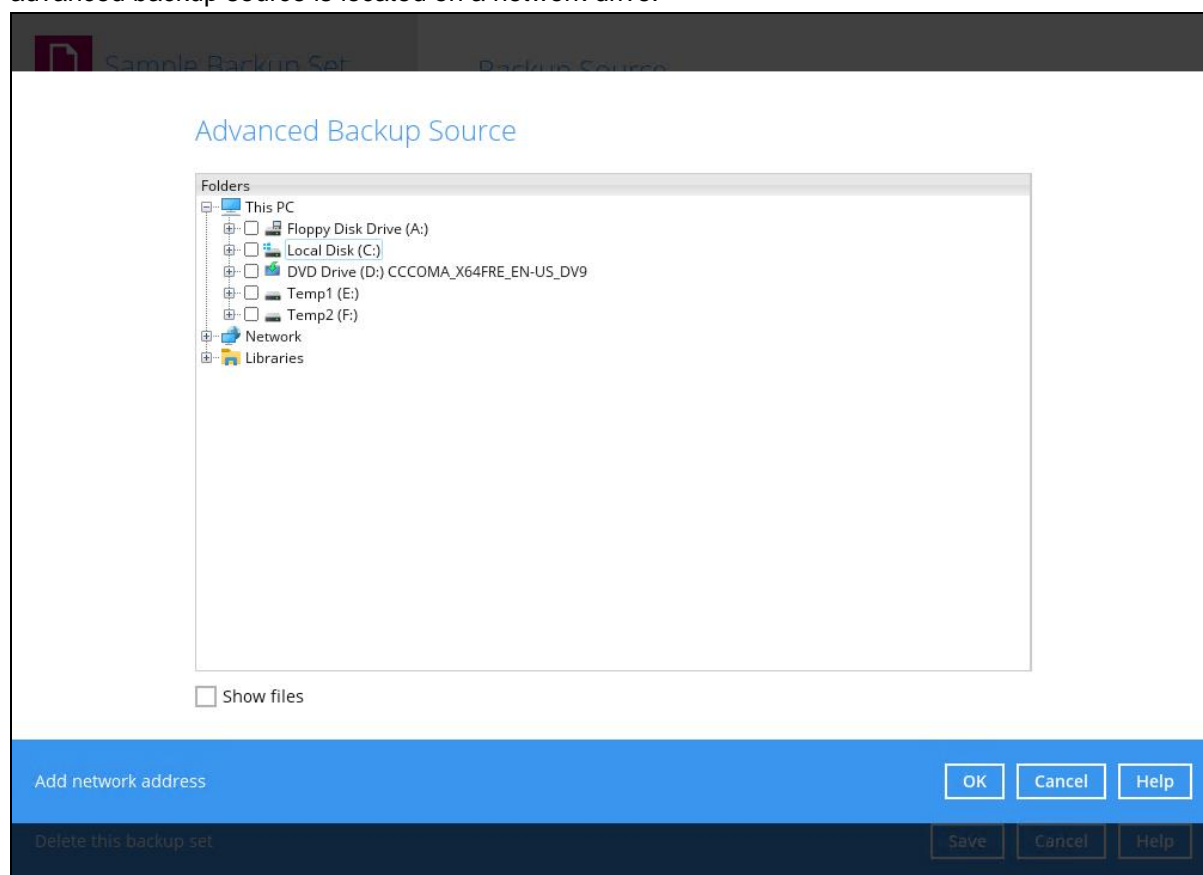 advanced backup source is located on a network drive.
Sample Backup Set
Backup Source
Advanced Backup Source
Folders
This PC
Floppy Disk Drive (A:)
Local Disk (C:)
DVD Drive (D:) CCCOMA_X64FRE_EN-US_DV9
Temp1 (E:)
Temp2 (F:)
Network
Libraries
Show files
Add network address
OK
Cancel
Help
Delete this backup set
Save
Cancel
Help